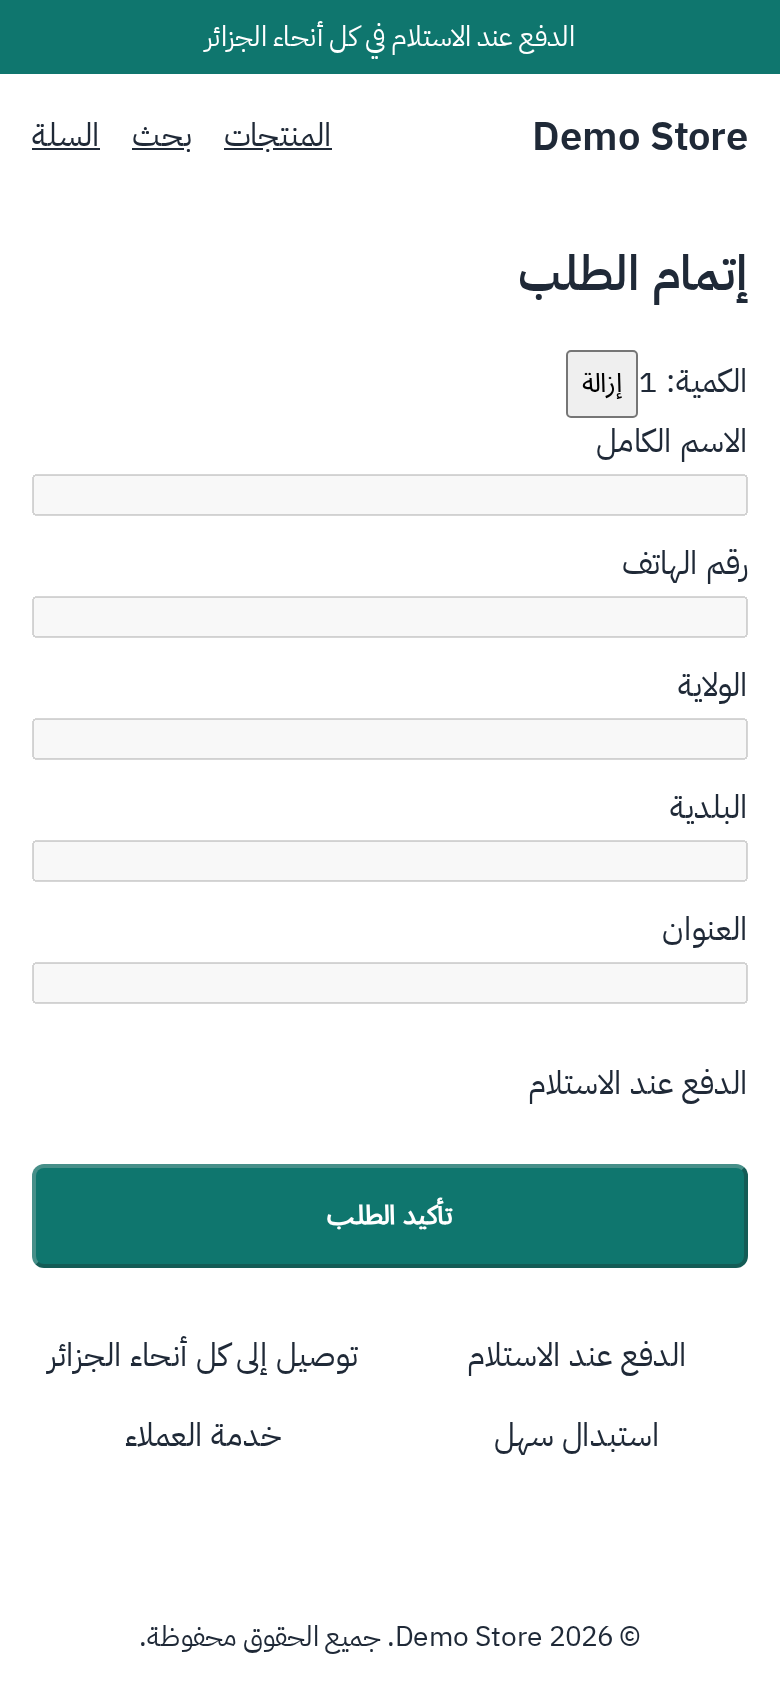 الدفع عند الاستلام في كل أنحاء الجزائر
Demo Store المنتجات بحث السلة
إتمام الطلب
الكمية: 1 إزالة
الاسم الكامل
رقم الهاتف
الولاية
البلدية
العنوان
الدفع عند الاستلام
تأكيد الطلب
الدفع عند الاستلام توصيل إلى كل أنحاء الجزائر
استبدال سهل خدمة العملاء
© 2026 Demo Store. جميع الحقوق محفوظة.